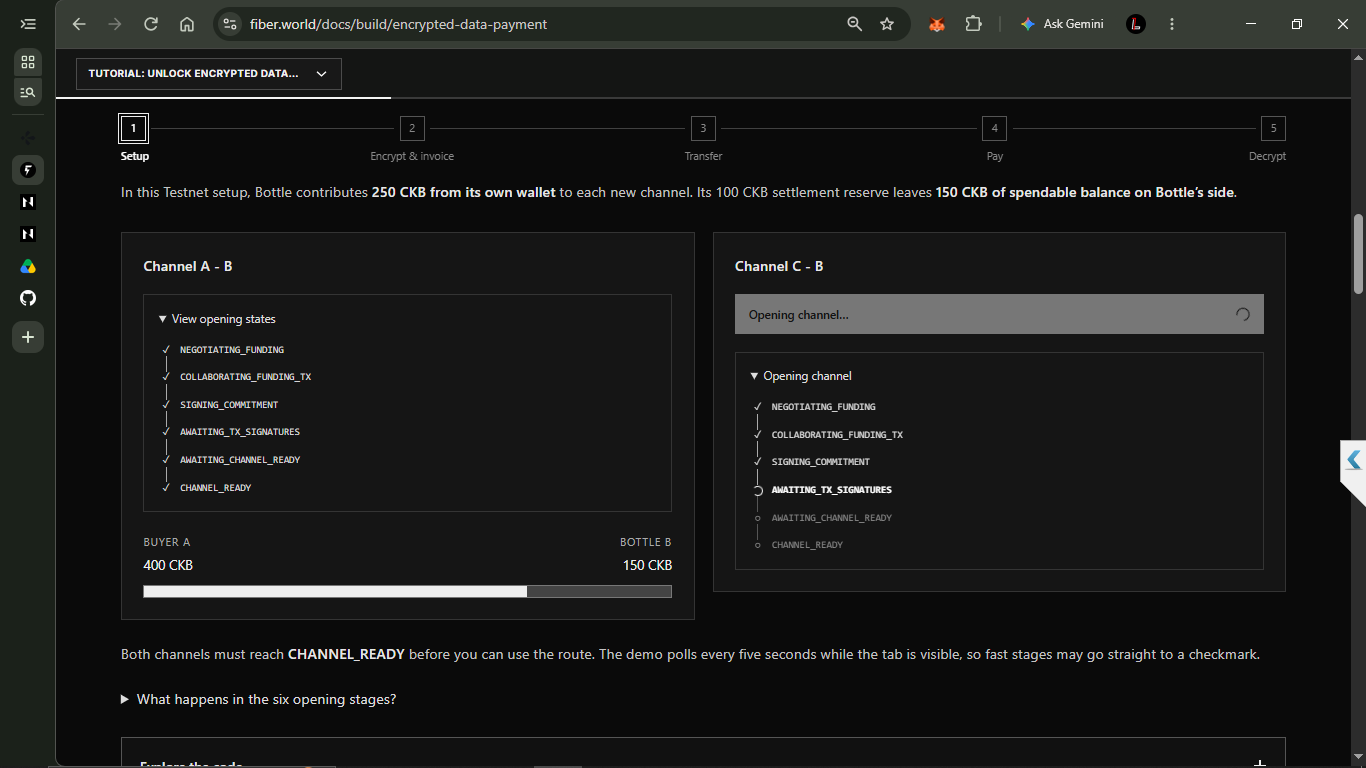 fiber.world/docs/build/encrypted-data-payment
Ask Gemini
TUTORIAL: UNLOCK ENCRYPTED DATA...
1
2
3
4
5
Setup
Encrypt & invoice
Transfer
Pay
Decrypt
In this Testnet setup, Bottle contributes 250 CKB from its own wallet to each new channel. Its 100 CKB settlement reserve leaves 150 CKB of spendable balance on Bottle's side.
Channel A - B
▼ View opening states
✓ NEGOTIATING_FUNDING
✓ COLLABORATING_FUNDING_TX
✓ SIGNING_COMMITMENT
✓ AWAITING_TX_SIGNATURES
✓ AWAITING_CHANNEL_READY
✓ CHANNEL_READY
BUYER A
BOTTLE B
400 CKB
150 CKB
Channel C - B
Opening channel...
▼ Opening channel
✓ NEGOTIATING_FUNDING
✓ COLLABORATING_FUNDING_TX
✓ SIGNING_COMMITMENT
AWAITING_TX_SIGNATURES
AWAITING_CHANNEL_READY
CHANNEL_READY
Both channels must reach CHANNEL_READY before you can use the route. The demo polls every five seconds while the tab is visible, so fast stages may go straight to a checkmark.
▶ What happens in the six opening stages?
Explore the code